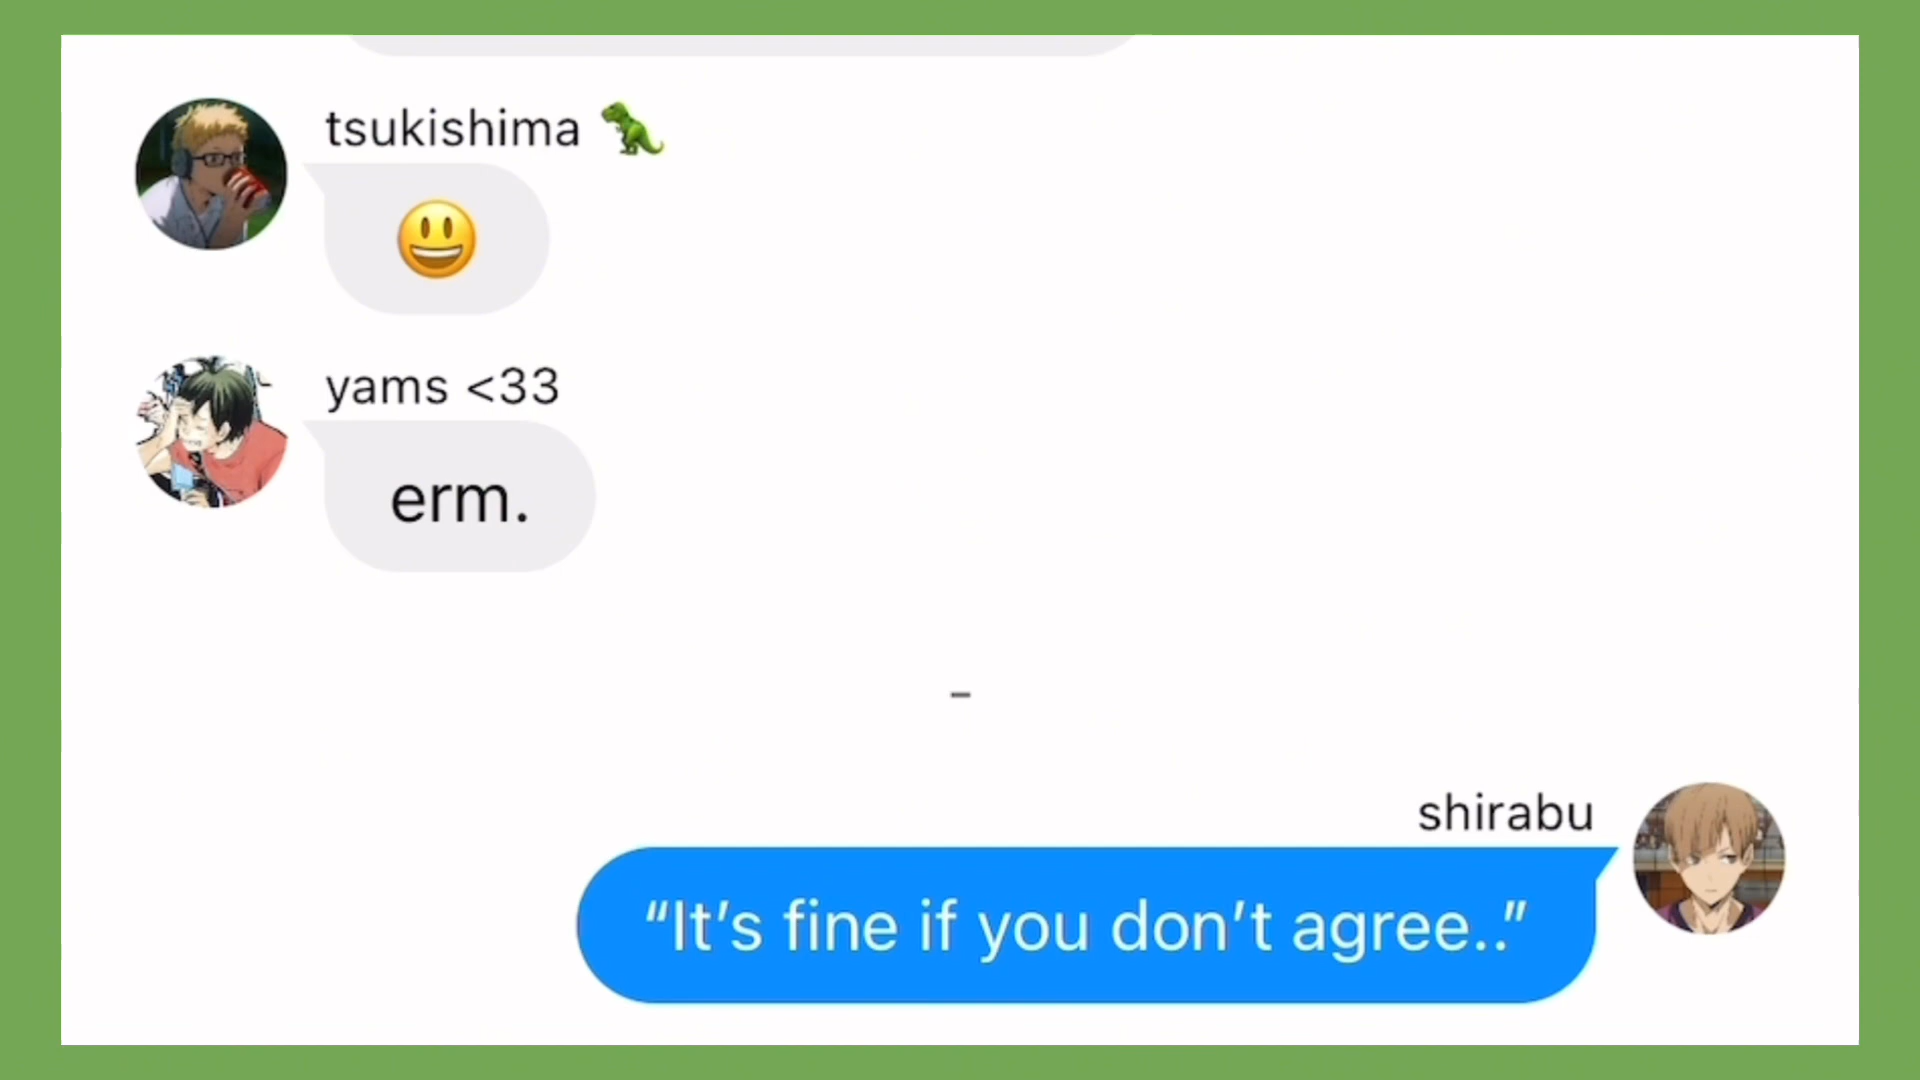 tsukishima 🦖
😃
yams <33
erm.
-
shirabu
“It’s fine if you don’t agree..”